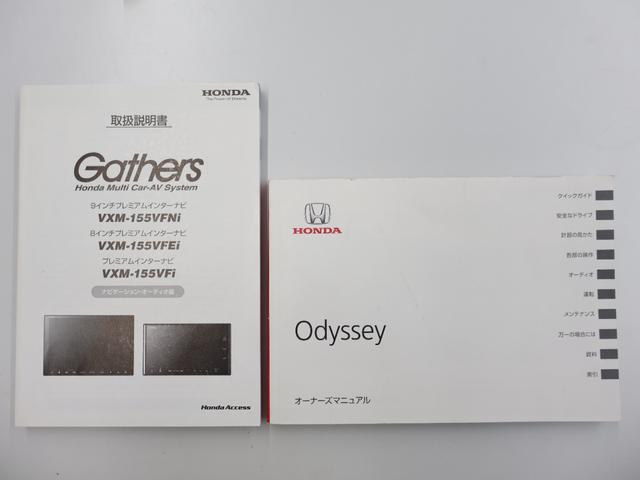 HONDA
The Power of Dreams
取扱説明書
Gathers
Honda Multi Car-AV System
9インチプレミアムインターナビ
VXM-155VFNi
8インチプレミアムインターナビ
VXM-155VFEi
プレミアムインターナビ
VXM-155VFi
ナビゲーション・オーディオ編
Honda Access
HONDA
Odyssey
オーナーズマニュアル
クイックガイド
安全なドライブ
計器の見かた
各部の操作
オーディオ
運転
メンテナンス
万一の場合には
資料
索引